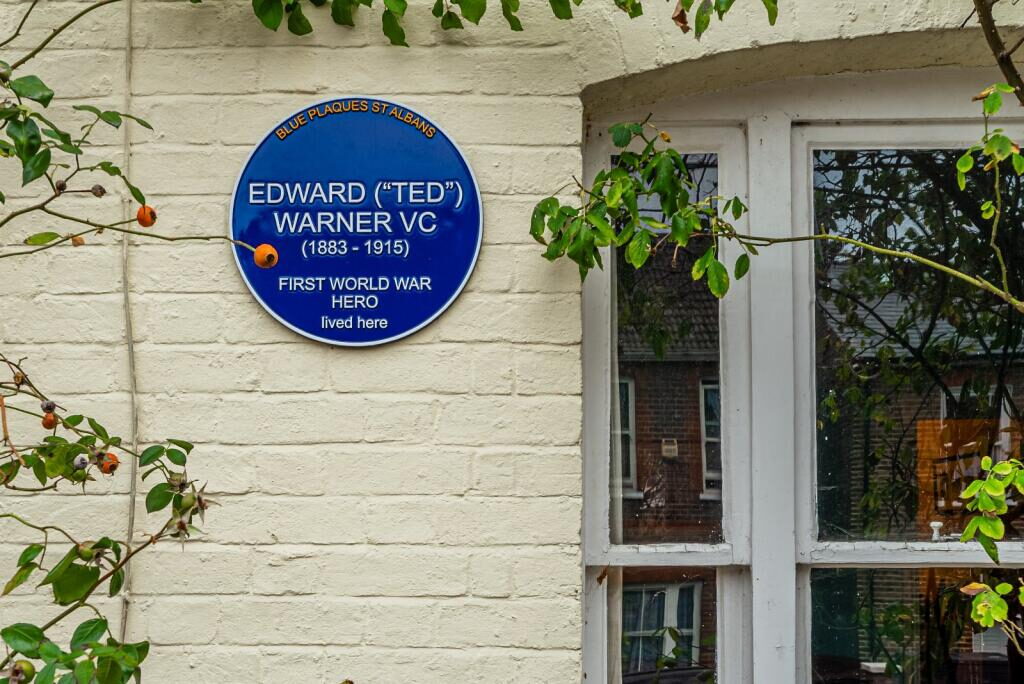 BLUE PLAQUES ST ALBANS
EDWARD (“TED”)
WARNER VC
(1883 - 1915)
FIRST WORLD WAR
HERO
lived here